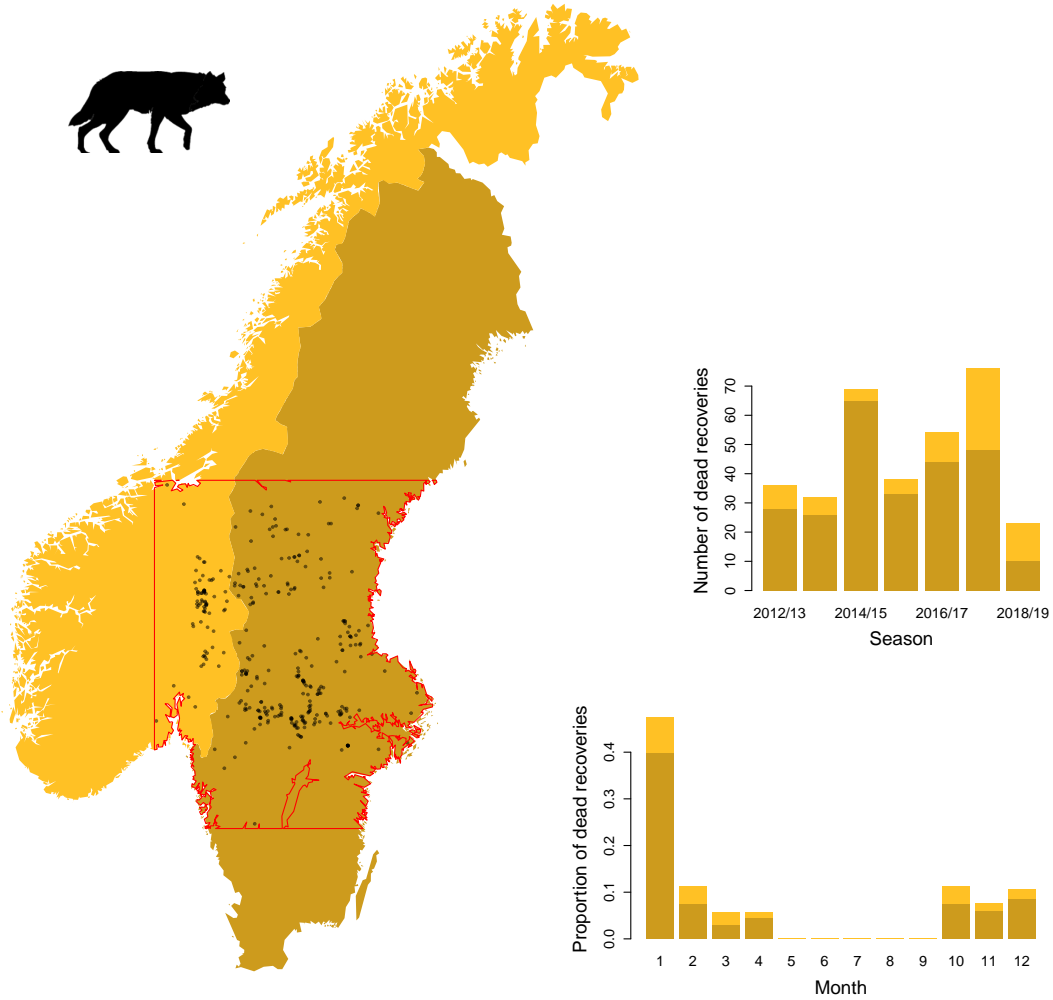 Number of dead recoveries
70
60
50
40
30
20
10
0
2012/13 2014/15 2016/17 2018/19
Season
Proportion of dead recoveries
0.4
0.3
0.2
0.1
0.0
1 2 3 4 5 6 7 8 9 10 11 12
Month